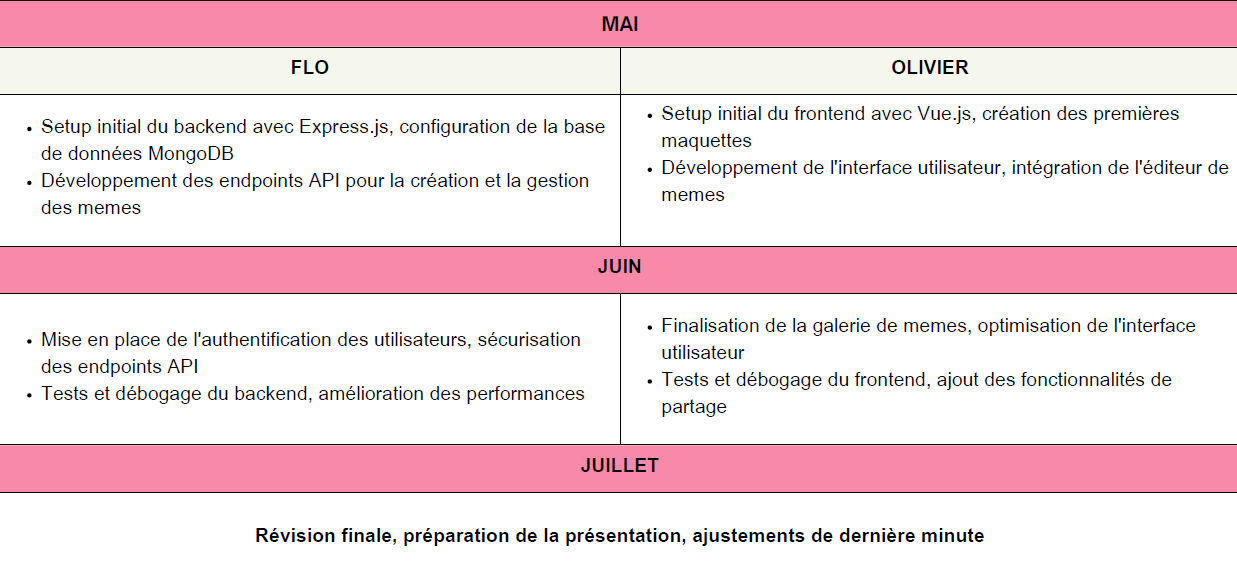 MAI
FLO
OLIVIER
• Setup initial du backend avec Express.js, configuration de la base
de données MongoDB
• Développement des endpoints API pour la création et la gestion
des memes
• Setup initial du frontend avec Vue.js, création des premières
maquettes
• Développement de l'interface utilisateur, intégration de l'éditeur de
memes
JUIN
• Mise en place de l'authentification des utilisateurs, sécurisation
des endpoints API
• Tests et débogage du backend, amélioration des performances
• Finalisation de la galerie de memes, optimisation de l'interface
utilisateur
• Tests et débogage du frontend, ajout des fonctionnalités de
partage
JUILLET
Révision finale, préparation de la présentation, ajustements de dernière minute